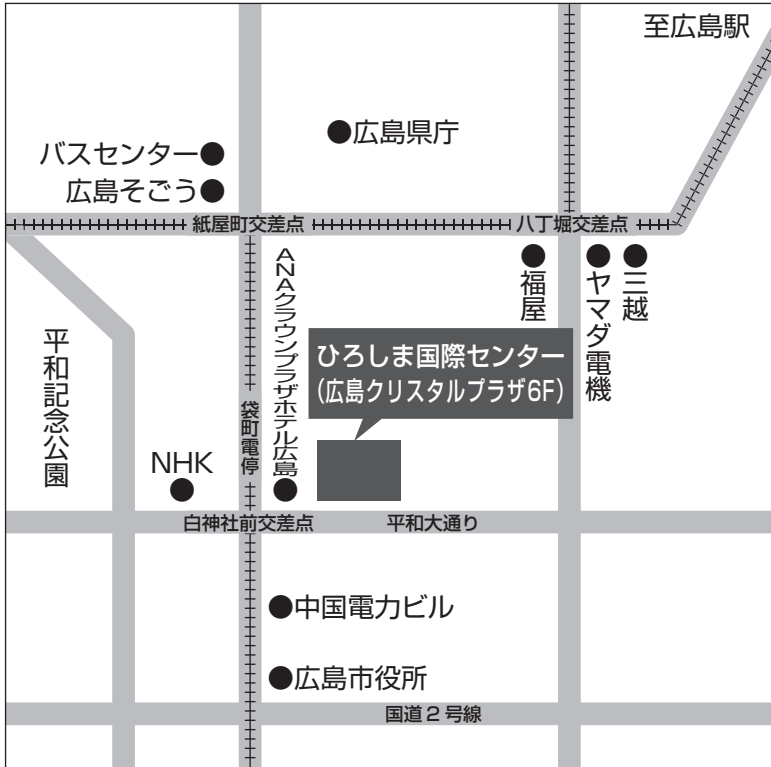 至広島駅
●広島県庁
バスセンター●
広島そごう●
紙屋町交差点
八丁堀交差点
ANAクラウンプラザホテル広島
福屋
ヤマダ電機
三越
平和記念公園
ひろしま国際センター
(広島クリスタルプラザ6F)
袋町電停
NHK
白神社前交差点
平和大通り
●中国電力ビル
●広島市役所
国道2号線